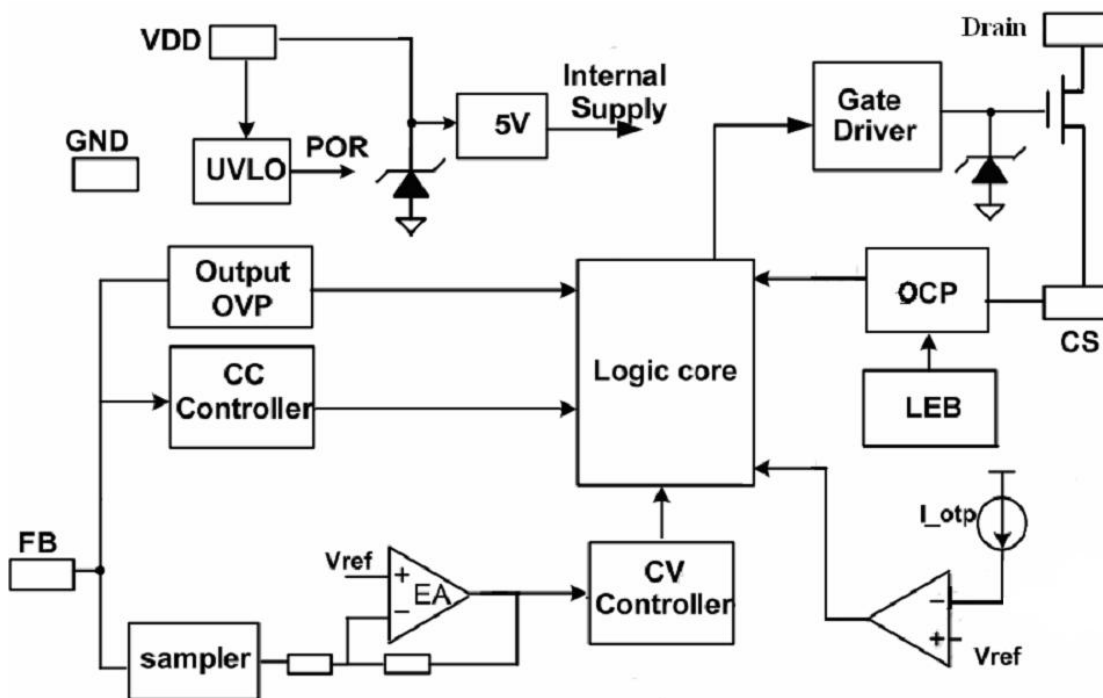 VDD
Drain
Internal
Supply
5V
Gate
Driver
GND
UVLO
POR
Output
OVP
OCP
CS
CC
Controller
Logic core
LEB
I_otp
FB
Vref
+
EA
−
CV
Controller
−
+
Vref
sampler